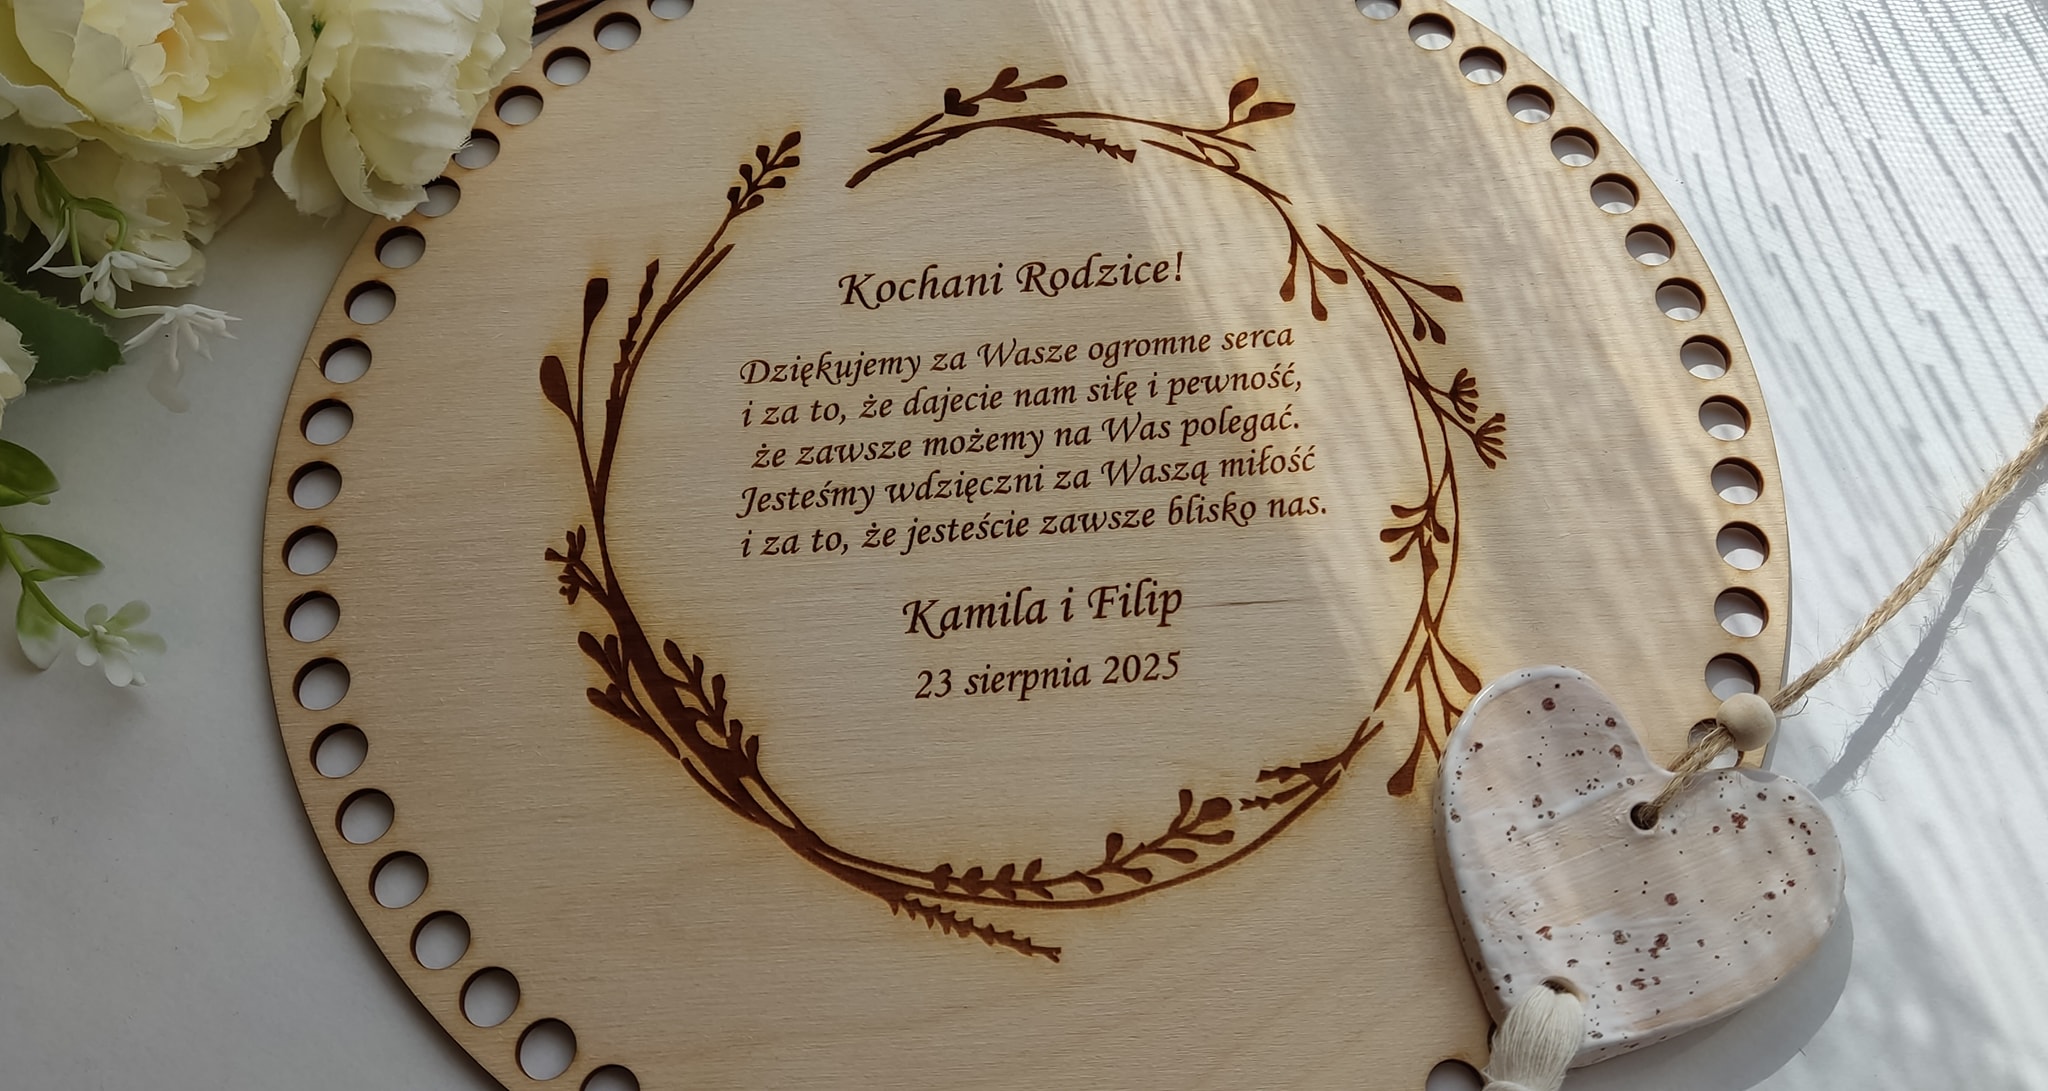 Kochani Rodzice!
Dziękujemy za Wasze ogromne serca
i za to, że dajecie nam siłę i pewność,
że zawsze możemy na Was polegać.
Jesteśmy wdzięczni za Waszą miłość
i za to, że jesteście zawsze blisko nas.
Kamila i Filip
23 sierpnia 2025